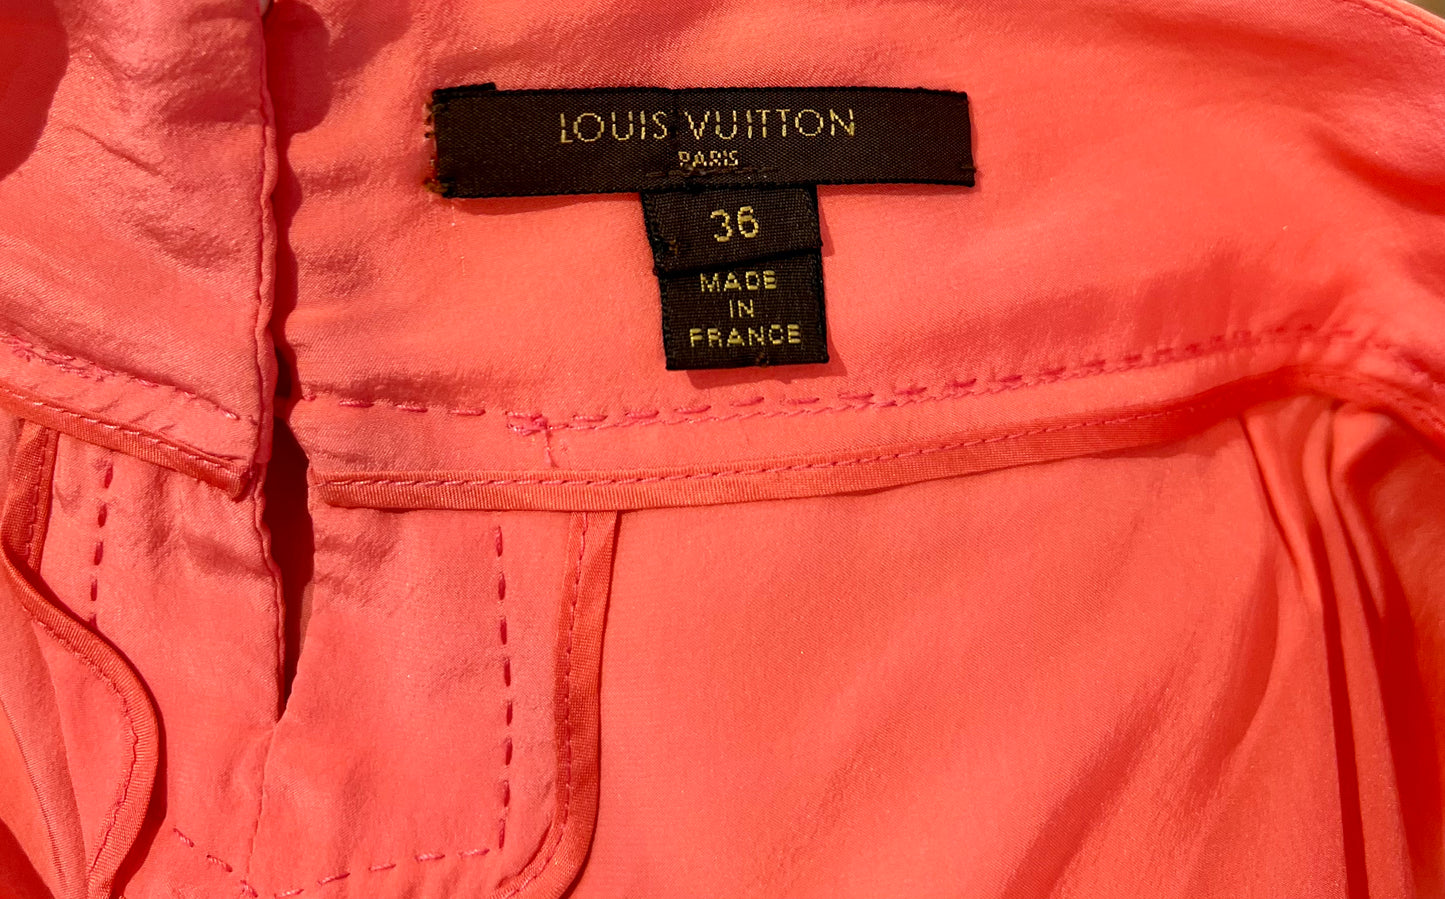 LOUIS VUITTON
PARIS
36
MADE
IN
FRANCE